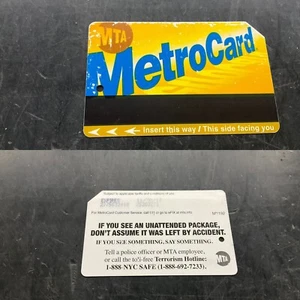 MTA
MetroCard
Insert this way / This side facing you
IF YOU SEE AN UNATTENDED PACKAGE,
DON'T ASSUME IT WAS LEFT BY ACCIDENT.
IF YOU SEE SOMETHING, SAY SOMETHING.
Tell a police officer or MTA employee,
or call the toll-free Terrorism Hotline:
1-888-NYC SAFE (1-888-692-7233).
MTA